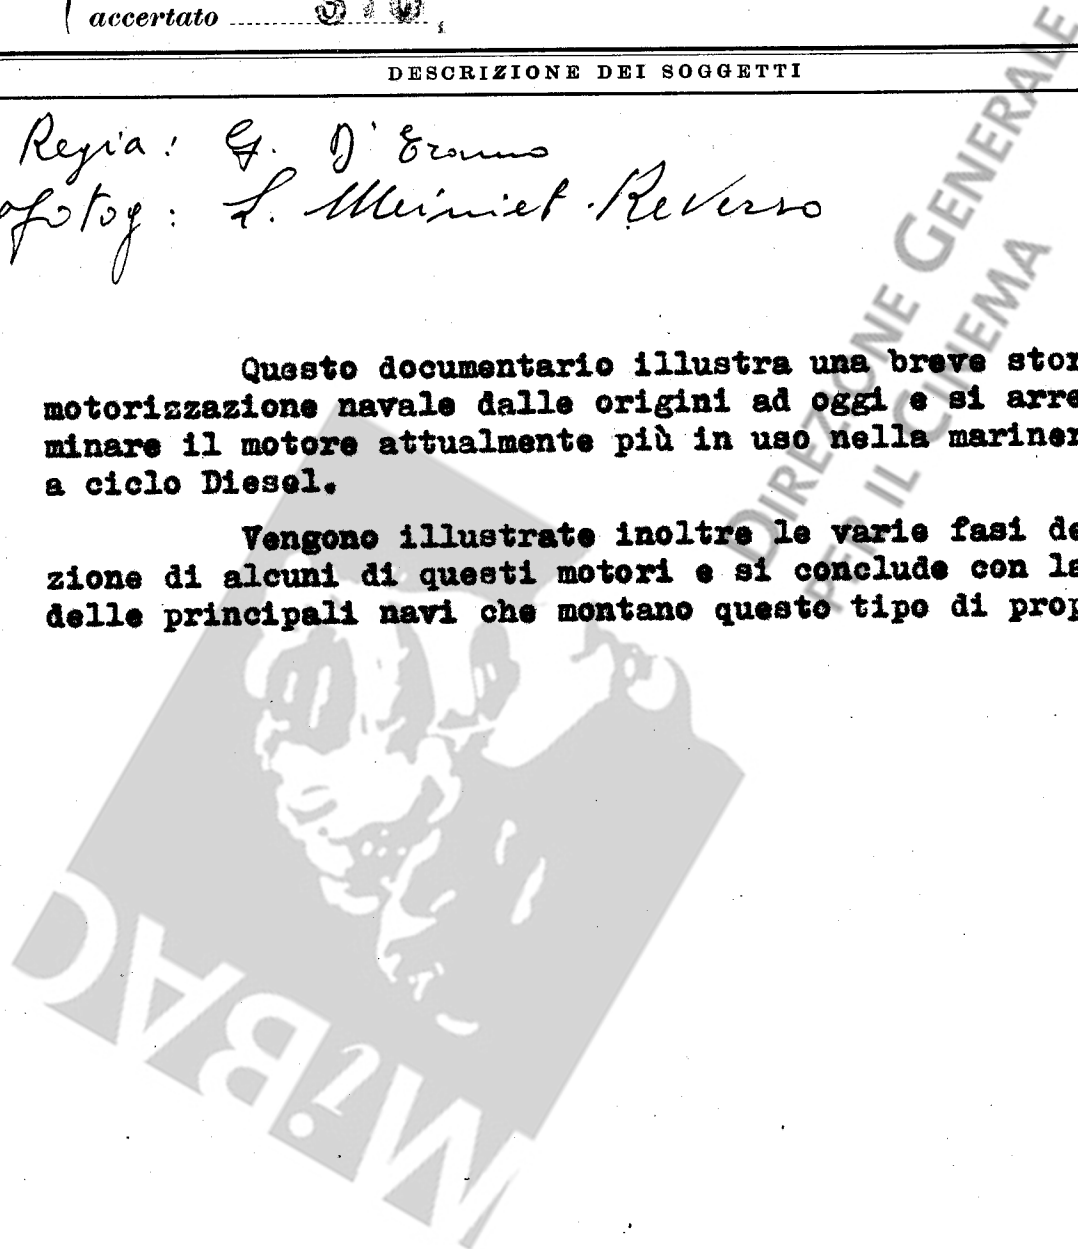 accertato 310
DESCRIZIONE DEI SOGGETTI
Regia: G. D'Eramo
ofotog: L. Meiniet - Reverso
Questo documentario illustra una breve stor
motorizzazione navale dalle origini ad oggi e si arre
minare il motore attualmente più in uso nella mariner
a ciclo Diesel.
Vengono illustrate inoltre le varie fasi de
zione di alcuni di questi motori e si conclude con la
delle principali navi che montano questo tipo di prop
DIREZIONE GENERALE
PER IL CINEMA
MiBAC